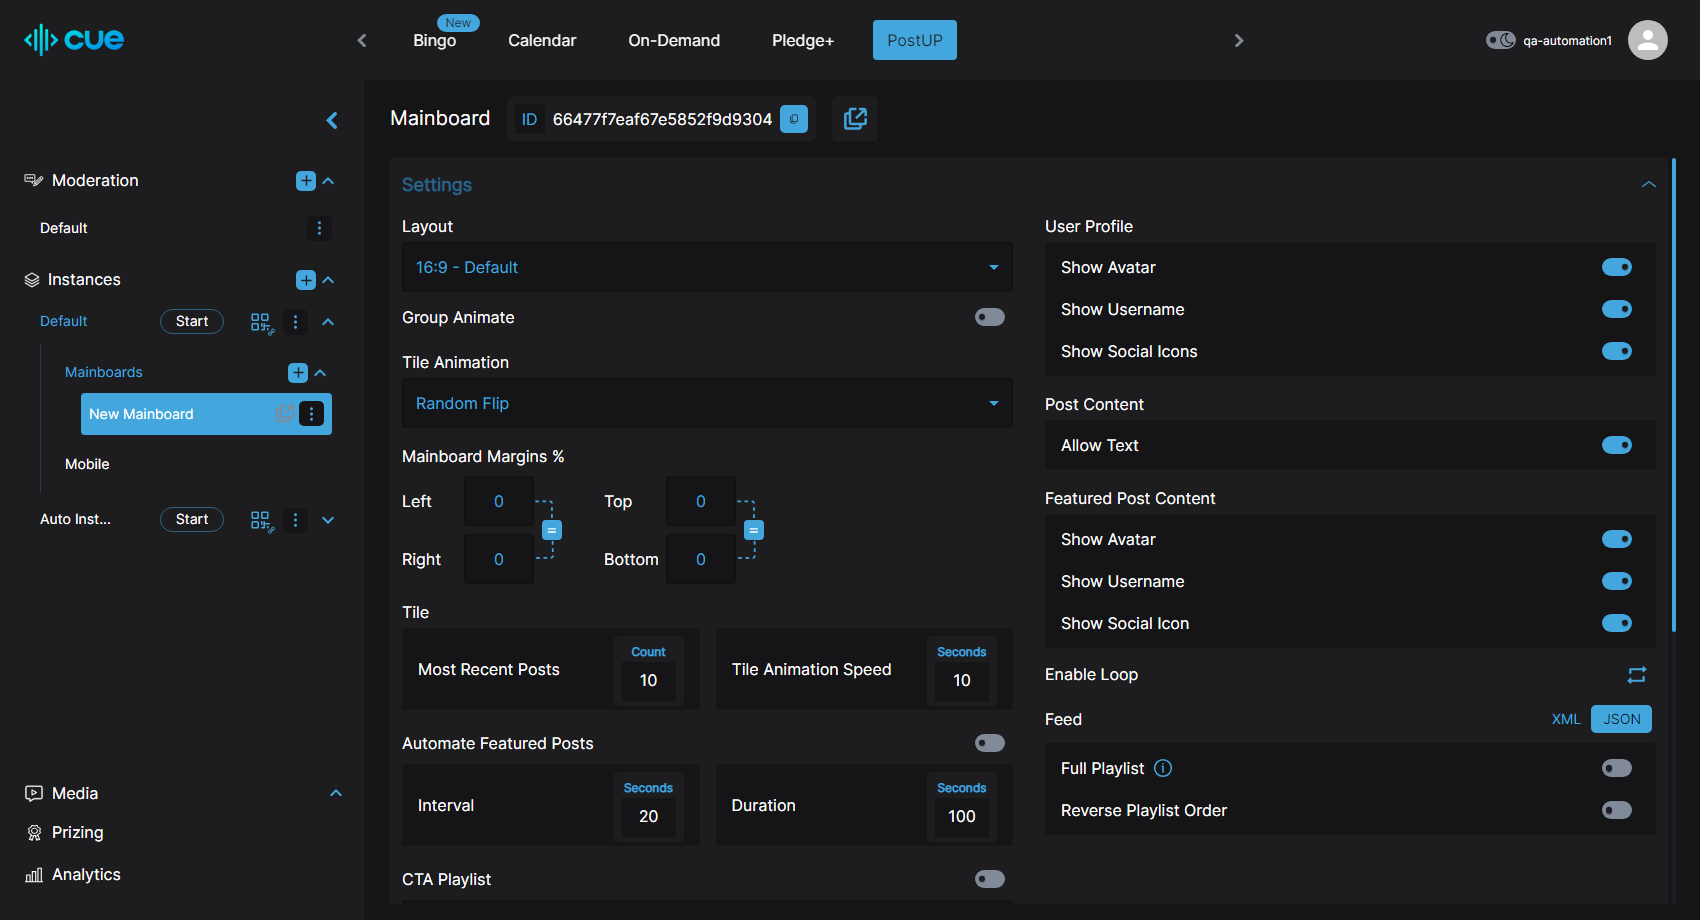 cue
New
Bingo
Calendar
On-Demand
Pledge+
PostUP
qa-automation1
Moderation
Default
Instances
Default
Start
Mainboards
New Mainboard
Mobile
Auto Inst...
Start
Media
Prizing
Analytics
Mainboard
ID
66477f7eaf67e5852f9d9304
Settings
Layout
16:9 - Default
Group Animate
Tile Animation
Random Flip
Mainboard Margins %
Left 0 Top 0
Right 0 Bottom 0
Tile
Most Recent Posts
Count
10
Tile Animation Speed
Seconds
10
Automate Featured Posts
Interval
Seconds
20
Duration
Seconds
100
CTA Playlist
User Profile
Show Avatar
Show Username
Show Social Icons
Post Content
Allow Text
Featured Post Content
Show Avatar
Show Username
Show Social Icon
Enable Loop
Feed
XML
JSON
Full Playlist
Reverse Playlist Order